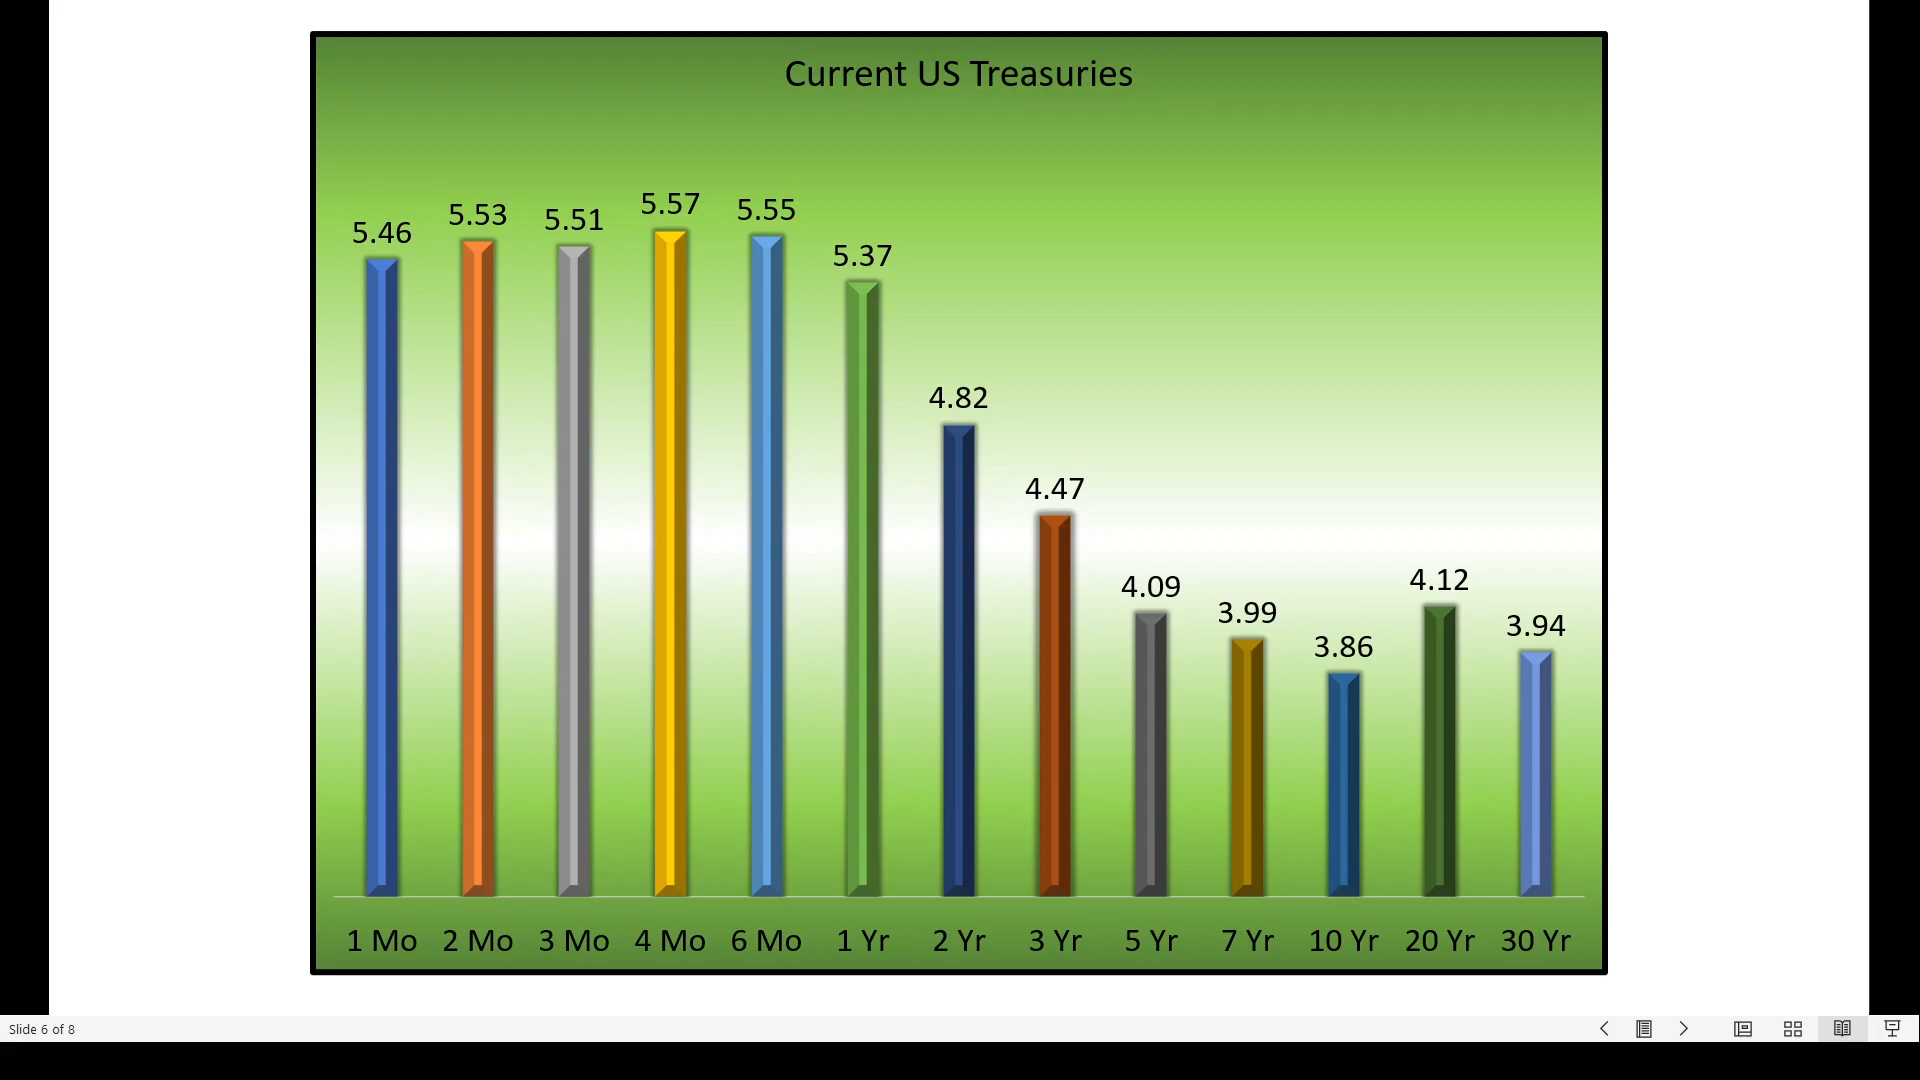 Current US Treasuries
5.46 5.53 5.51 5.57 5.55 5.37 4.82 4.47 4.09 3.99 3.86 4.12 3.94
1 Mo 2 Mo 3 Mo 4 Mo 6 Mo 1 Yr 2 Yr 3 Yr 5 Yr 7 Yr 10 Yr 20 Yr 30 Yr
Slide 6 of 8